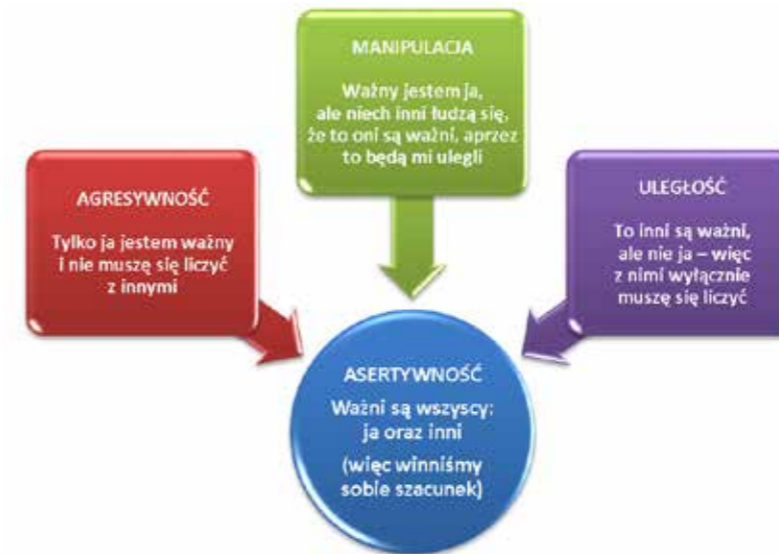 MANIPULACJA
Ważny jestem ja,
ale niech inni łudzą się,
że to oni są ważni, aprzez
to będą mi ulegli
AGRESYWNOŚĆ
Tylko ja jestem ważny
i nie muszę się liczyć
z innymi
ULEGŁOŚĆ
To inni są ważni,
ale nie ja – więc
z nimi wyłącznie
muszę się liczyć
ASERTYWNOŚĆ
Ważni są wszyscy:
ja oraz inni
(więc winniśmy
sobie szacunek)